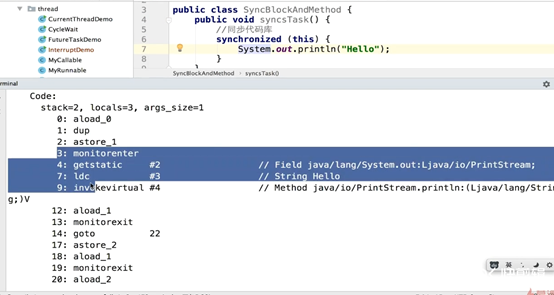 thread
CurrentThreadDemo
CycleWait
FutureTaskDemo
InterruptDemo
MyCallable
MyRunnable
3 public class SyncBlockAndMethod {
4 public void syncsTask() {
5 //同步代码库
6 synchronized (this) {
7 System.out.println("Hello");
8 }
SyncBlockAndMethod syncsTask()
erminal
Code:
stack=2, locals=3, args_size=1
0: aload_0
1: dup
2: astore_1
3: monitorenter
4: getstatic #2 // Field java/lang/System.out:Ljava/io/PrintStream;
7: ldc #3 // String Hello
9: invokevirtual #4 // Method java/io/PrintStream.println:(Ljava/lang/Strin
g;)V
12: aload_1
13: monitorexit
14: goto 22
17: astore_2
18: aload_1
19: monitorexit
20: aload_2
英